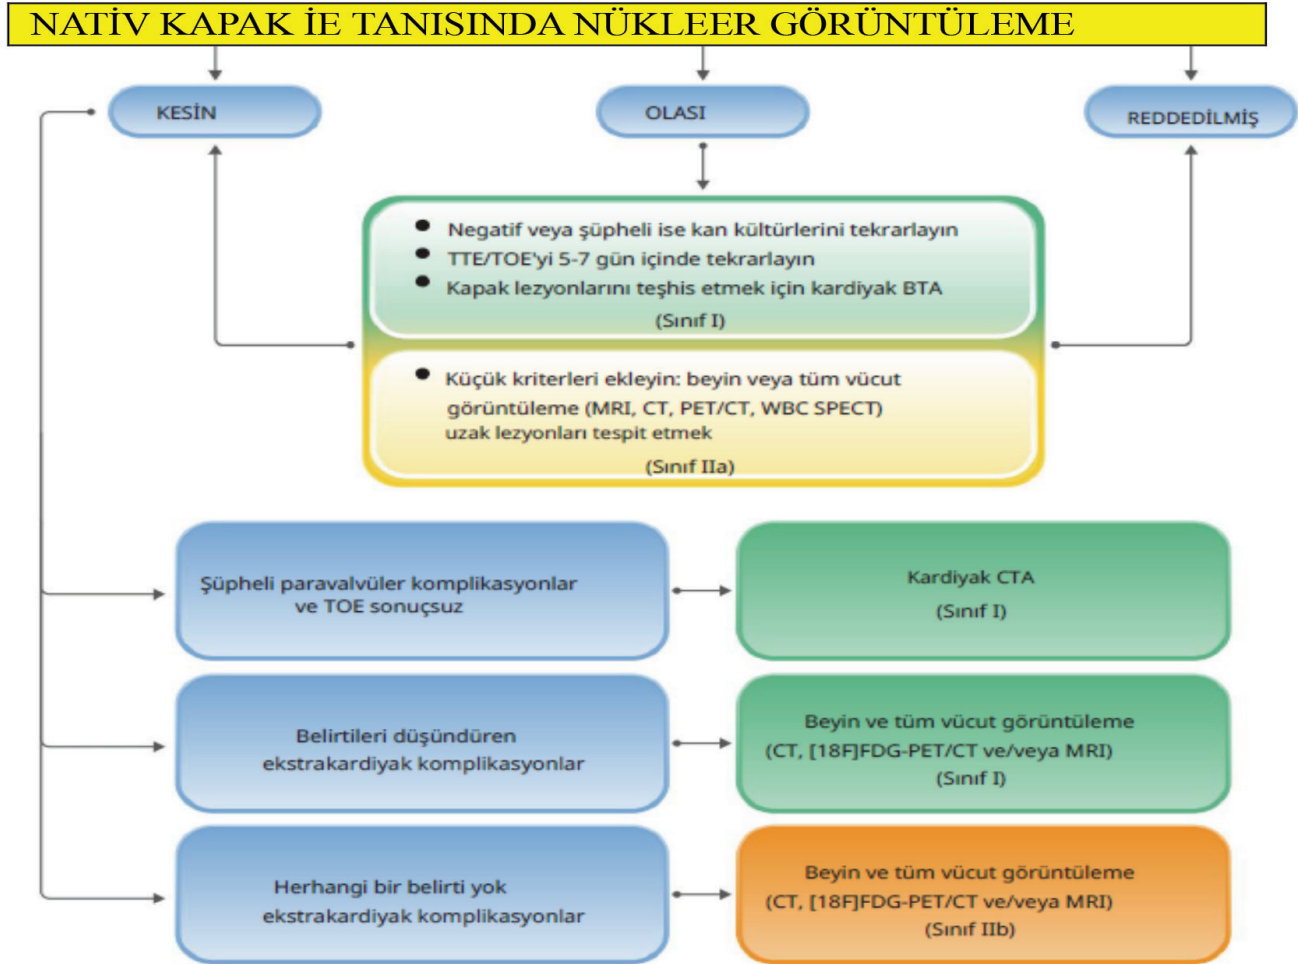 NATİV KAPAK İE TANISINDA NÜKLEER GÖRÜNTÜLEME
KESİN
OLASI
REDDEDİLMİŞ
● Negatif veya şüpheli ise kan kültürlerini tekrarlayın
● TTE/TOE'yi 5-7 gün içinde tekrarlayın
● Kapak lezyonlarını teşhis etmek için kardiyak BTA
(Sınıf I)
● Küçük kriterleri ekleyin: beyin veya tüm vücut
görüntüleme (MRI, CT, PET/CT, WBC SPECT)
uzak lezyonları tespit etmek
(Sınıf IIa)
Şüpheli paravalvüler komplikasyonlar
ve TOE sonuçsuz
Kardiyak CTA
(Sınıf I)
Belirtileri düşündüren
ekstrakardiyak komplikasyonlar
Beyin ve tüm vücut görüntüleme
(CT, [18F]FDG-PET/CT ve/veya MRI)
(Sınıf I)
Herhangi bir belirti yok
ekstrakardiyak komplikasyonlar
Beyin ve tüm vücut görüntüleme
(CT, [18F]FDG-PET/CT ve/veya MRI)
(Sınıf IIb)